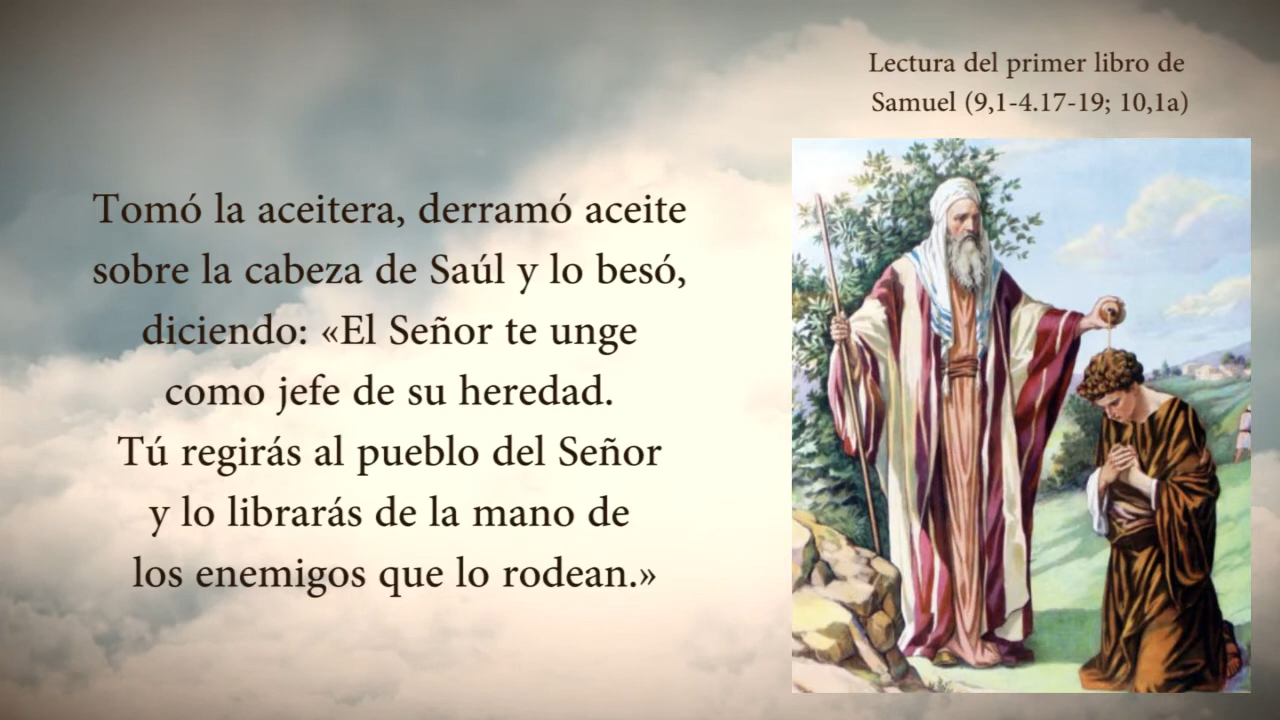 Lectura del primer libro de
Samuel (9,1-4.17-19; 10,1a)
Tomó la aceitera, derramó aceite
sobre la cabeza de Saúl y lo besó,
diciendo: «El Señor te unge
como jefe de su heredad.
Tú regirás al pueblo del Señor
y lo librarás de la mano de
los enemigos que lo rodean.»